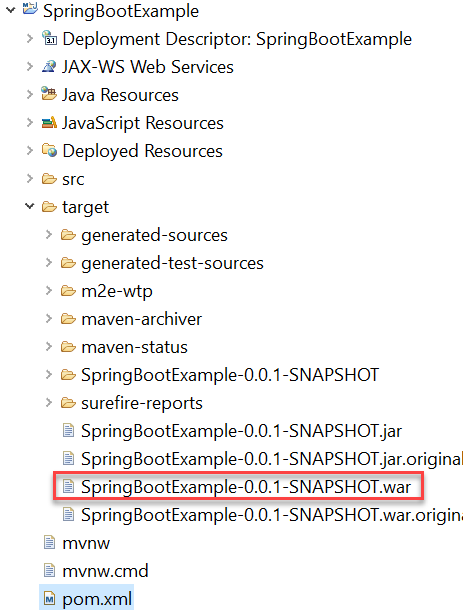 SpringBootExample
Deployment Descriptor: SpringBootExample
JAX-WS Web Services
Java Resources
JavaScript Resources
Deployed Resources
src
target
generated-sources
generated-test-sources
m2e-wtp
maven-archiver
maven-status
SpringBootExample-0.0.1-SNAPSHOT
surefire-reports
SpringBootExample-0.0.1-SNAPSHOT.jar
SpringBootExample-0.0.1-SNAPSHOT.jar.original
SpringBootExample-0.0.1-SNAPSHOT.war
SpringBootExample-0.0.1-SNAPSHOT.war.origina
mvnw
mvnw.cmd
pom.xml